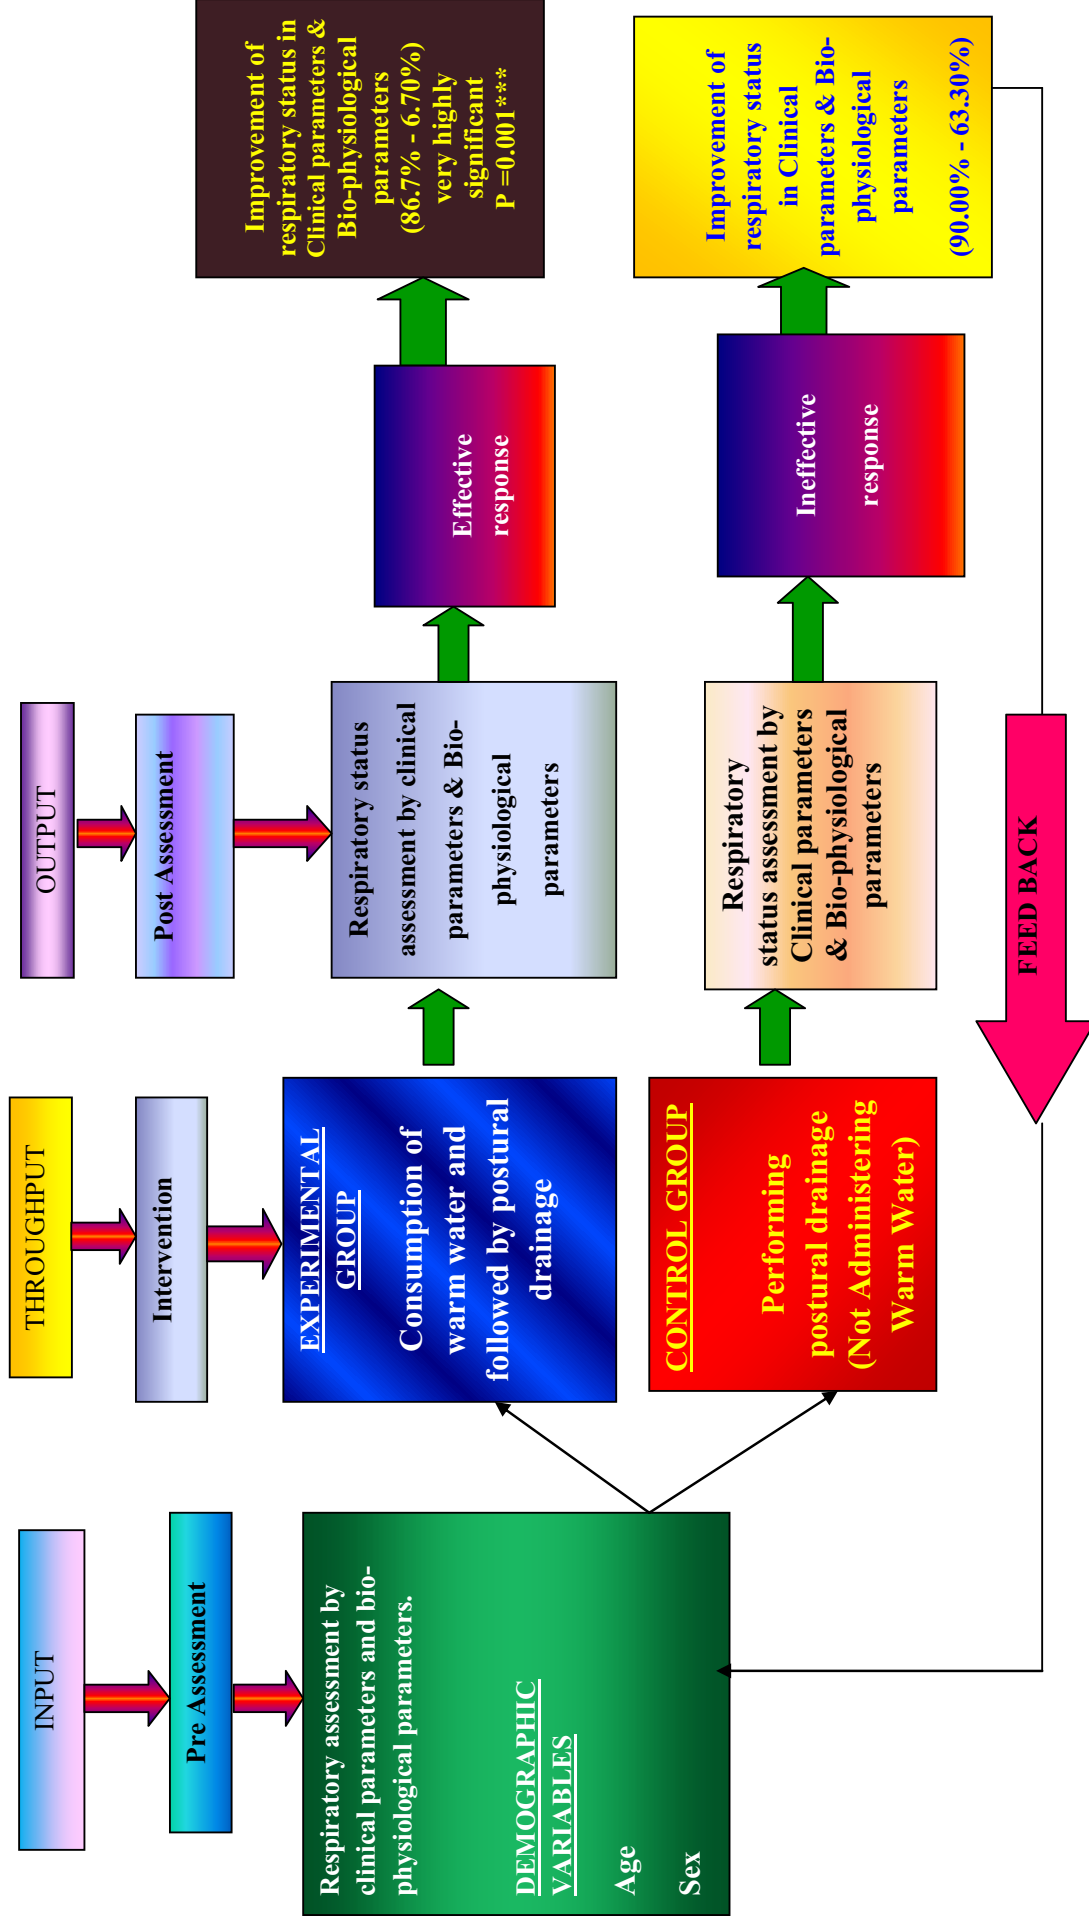 INPUT
Pre Assessment
Respiratory assessment by
clinical parameters and bio-
physiological parameters.
DEMOGRAPHIC
VARIABLES
Age
Sex
THROUGHPUT
Intervention
EXPERIMENTAL
GROUP
Consumption of
warm water and
followed by postural
drainage
CONTROL GROUP
Performing
postural drainage
(Not Administering
Warm Water)
OUTPUT
Post Assessment
Respiratory status
assessment by clinical
parameters & Bio-
physiological
parameters
Respiratory
status assessment by
Clinical parameters
& Bio-physiological
parameters
Effective
response
Ineffective
response
Improvement of
respiratory status in
Clinical parameters &
Bio-physiological
parameters
(86.7% - 6.70%)
very highly
significant
P =0.001***
Improvement of
respiratory status
in Clinical
parameters & Bio-
physiological
parameters
(90.00% - 63.30%)
FEED BACK